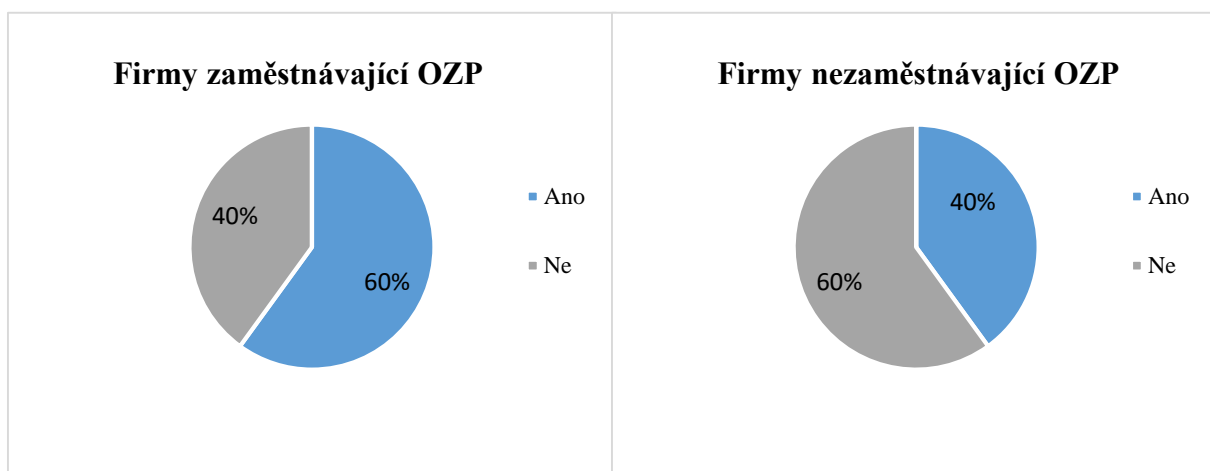 Firmy zaměstnávající OZP
40%
60%
Ano
Ne
Firmy nezaměstnávající OZP
40%
60%
Ano
Ne